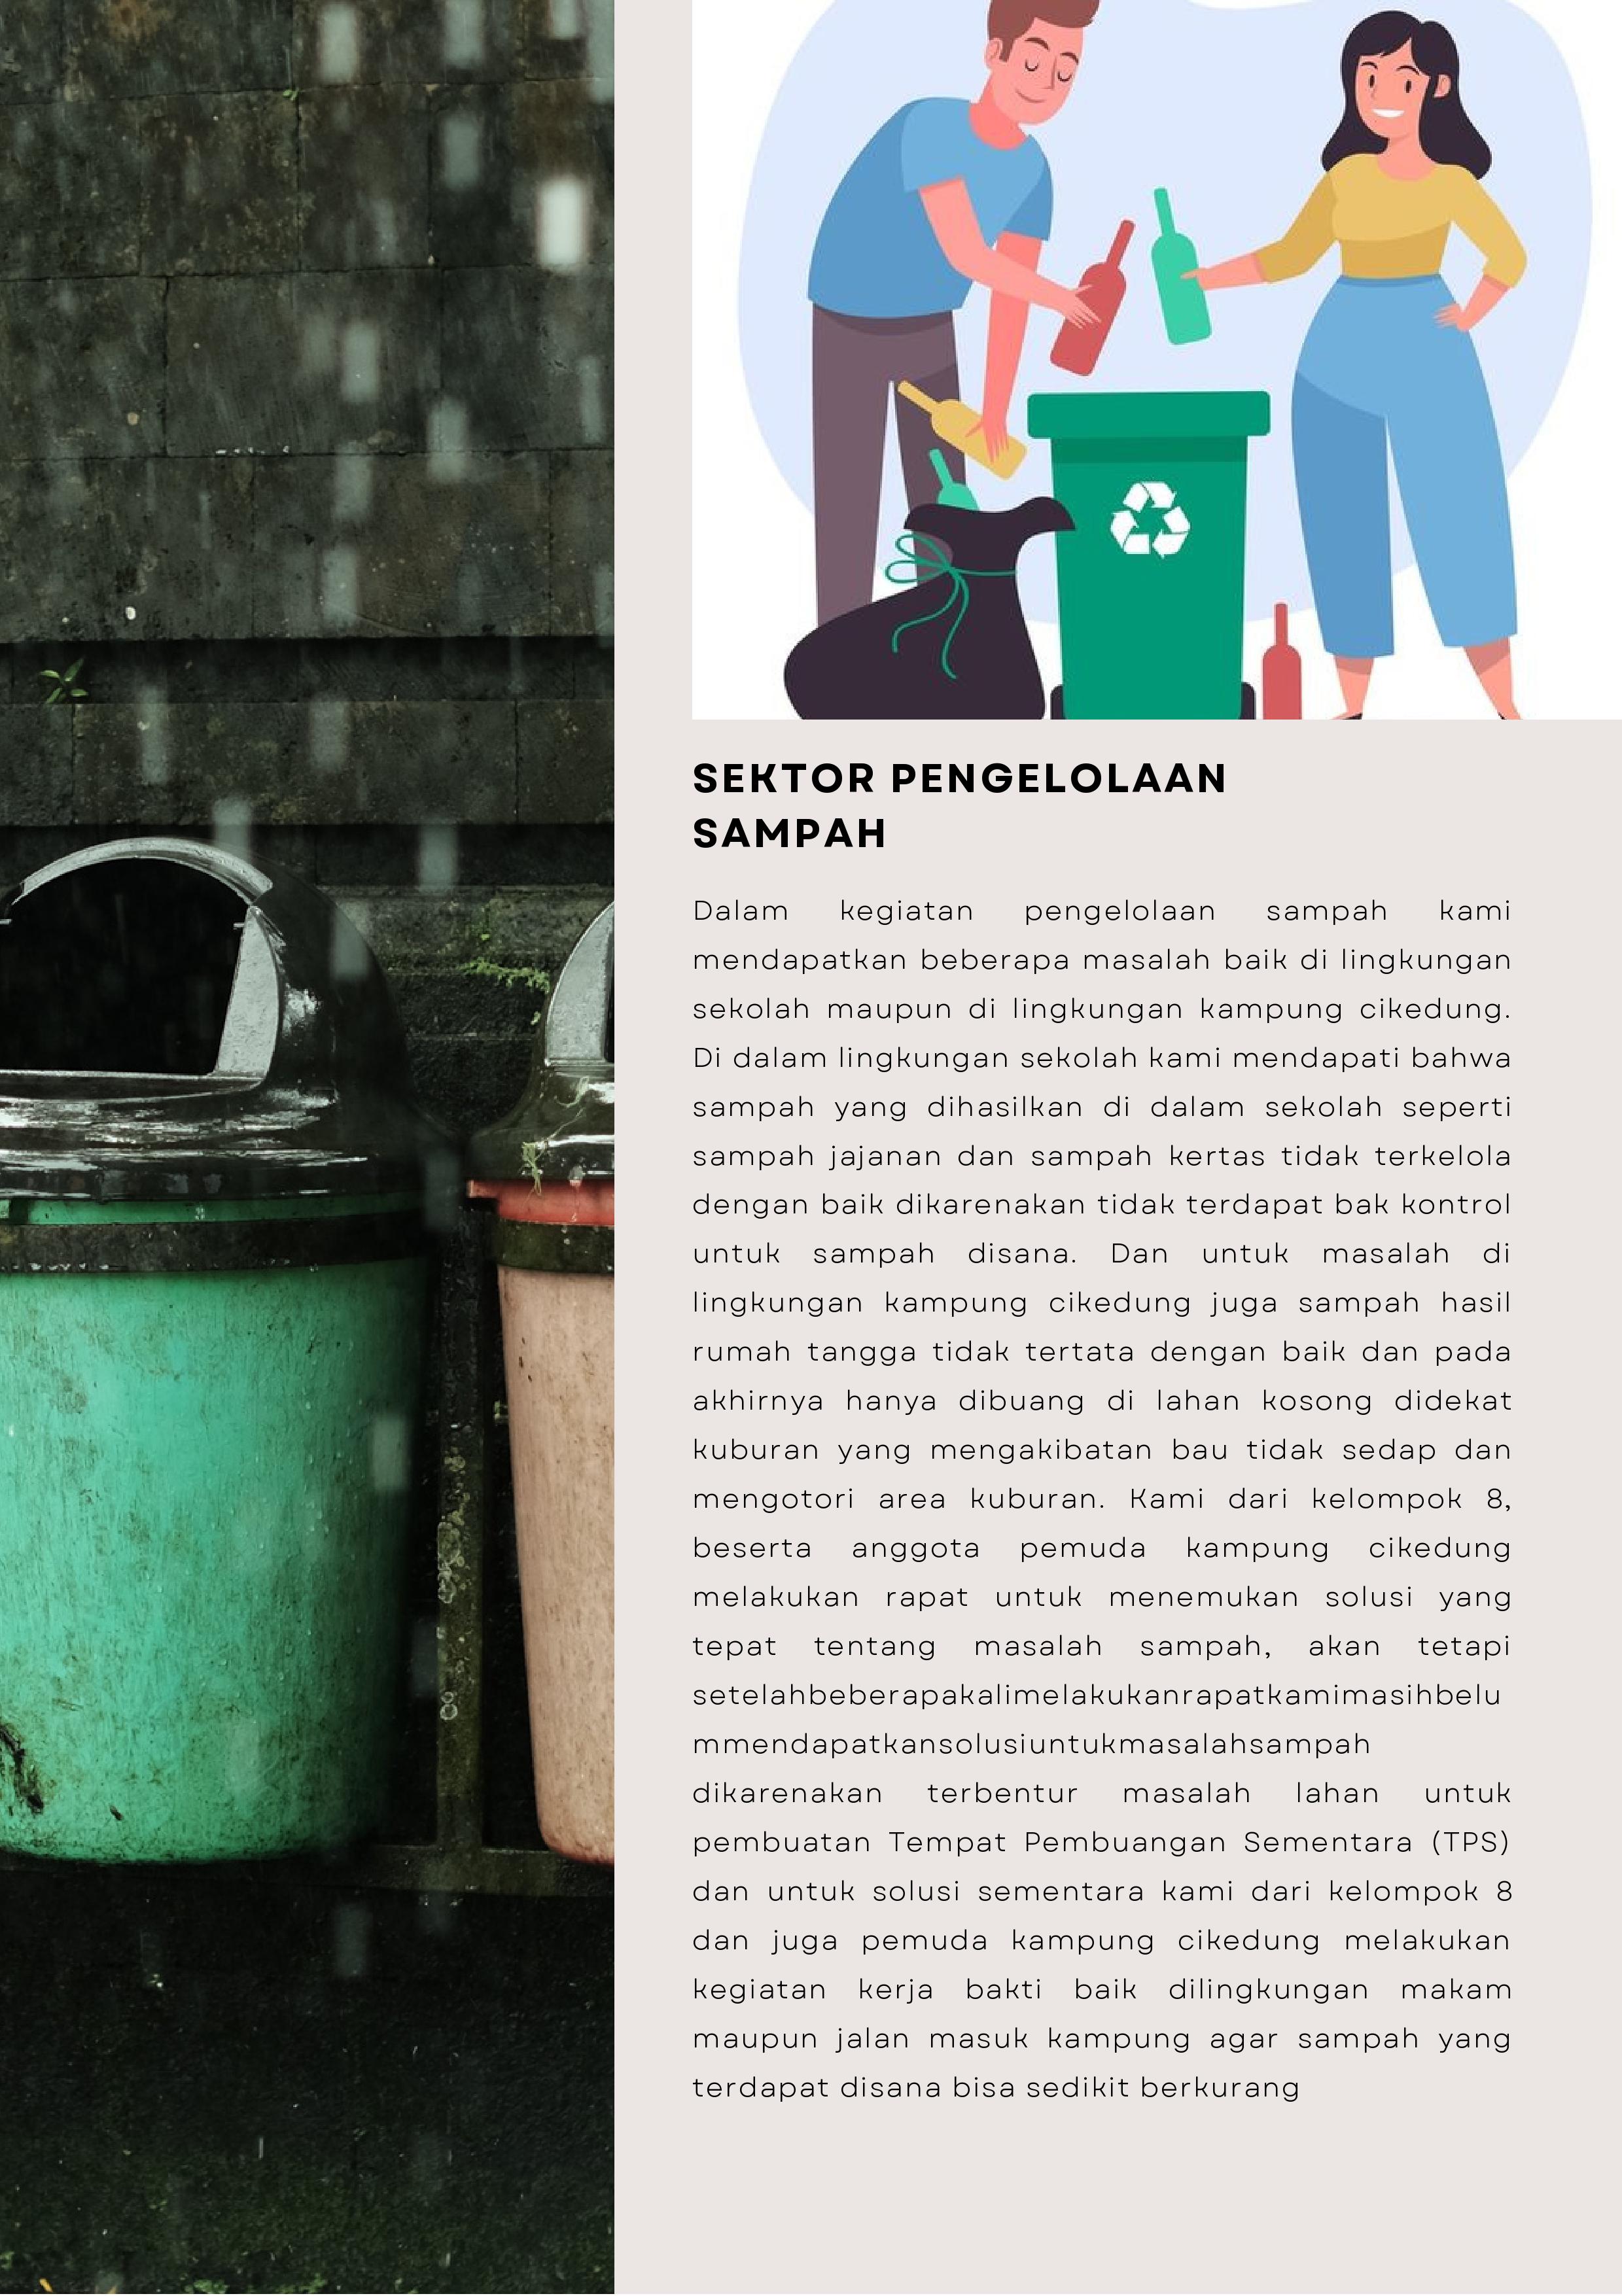 SEKTOR PENGELOLAAN
SAMPAH
Dalam kegiatan pengelolaan sampah kami
mendapatkan beberapa masalah baik di lingkungan
sekolah maupun di lingkungan kampung cikedung.
Di dalam lingkungan sekolah kami mendapati bahwa
sampah yang dihasilkan di dalam sekolah seperti
sampah jajanan dan sampah kertas tidak terkelola
dengan baik dikarenakan tidak terdapat bak kontrol
untuk sampah disana. Dan untuk masalah di
lingkungan kampung cikedung juga sampah hasil
rumah tangga tidak tertata dengan baik dan pada
akhirnya hanya dibuang di lahan kosong didekat
kuburan yang mengakibatan bau tidak sedap dan
mengotori area kuburan. Kami dari kelompok 8,
beserta anggota pemuda kampung cikedung
melakukan rapat untuk menemukan solusi yang
tepat tentang masalah sampah, akan tetapi
setelahbeberapakalimelakukanrapatkamimasihbelu
mmendapatkansolusiuntukmasalahsampah
dikarenakan terbentur masalah lahan untuk
pembuatan Tempat Pembuangan Sementara (TPS)
dan untuk solusi sementara kami dari kelompok 8
dan juga pemuda kampung cikedung melakukan
kegiatan kerja bakti baik dilingkungan makam
maupun jalan masuk kampung agar sampah yang
terdapat disana bisa sedikit berkurang